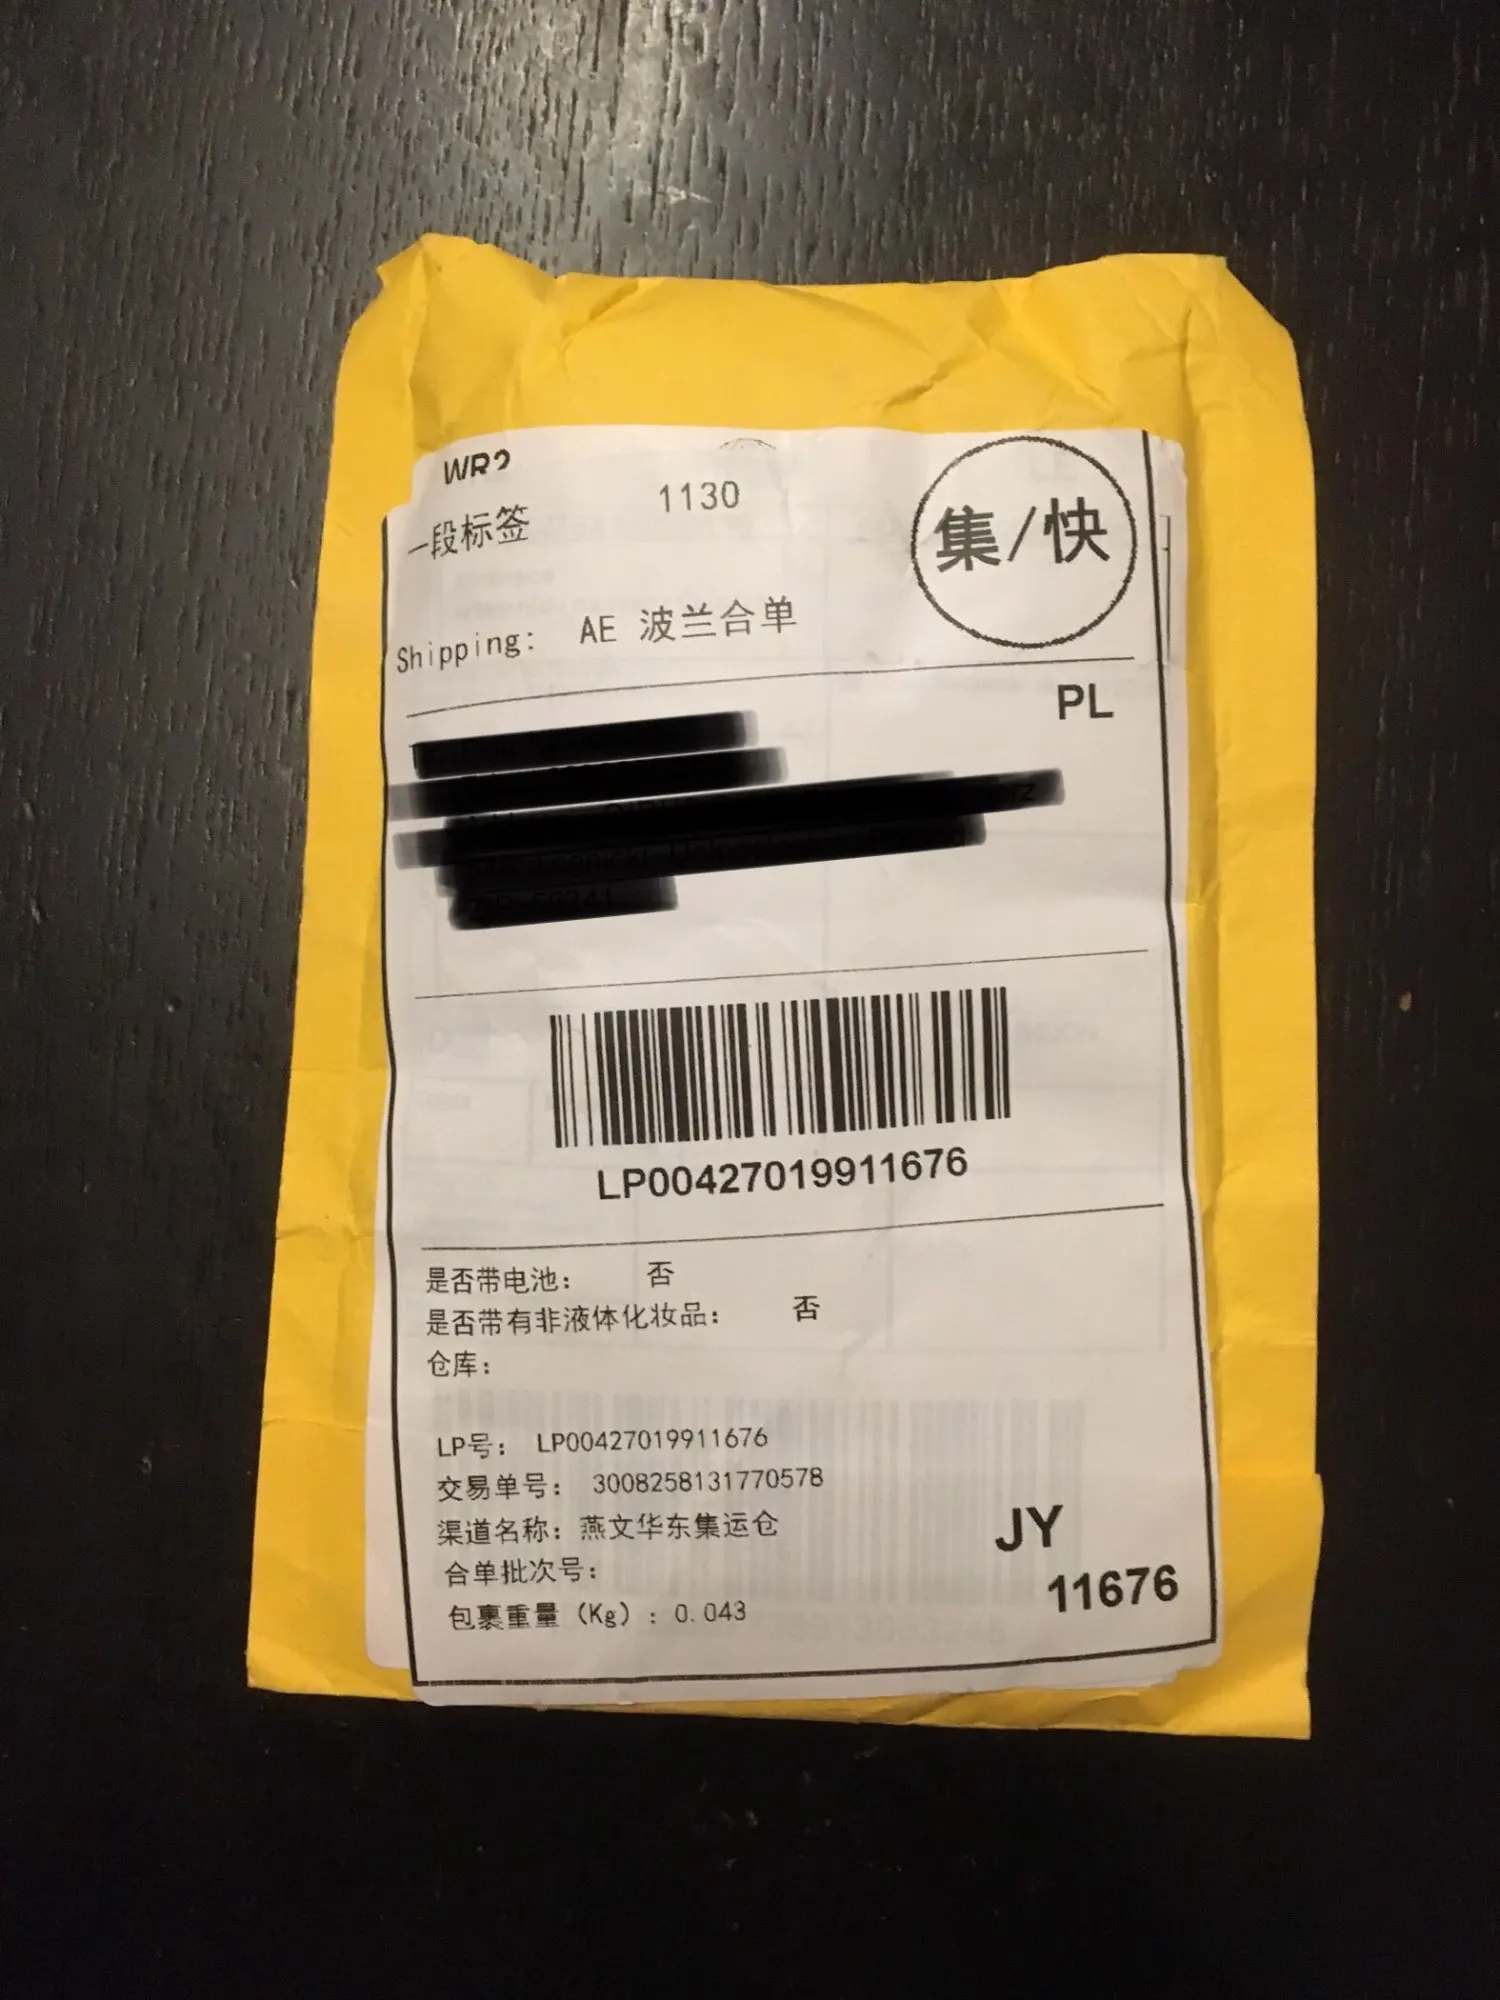 WR2
1130
一段标签
集/快
Shipping: AE 波兰合单
PL
LP00427019911676
是否带电池: 否
是否带有非液体化妆品: 否
仓库:
LP号: LP00427019911676
交易单号: 3008258131770578
渠道名称: 燕文华东集运仓
合单批次号:
包裹重量 (Kg) : 0.043
JY
11676